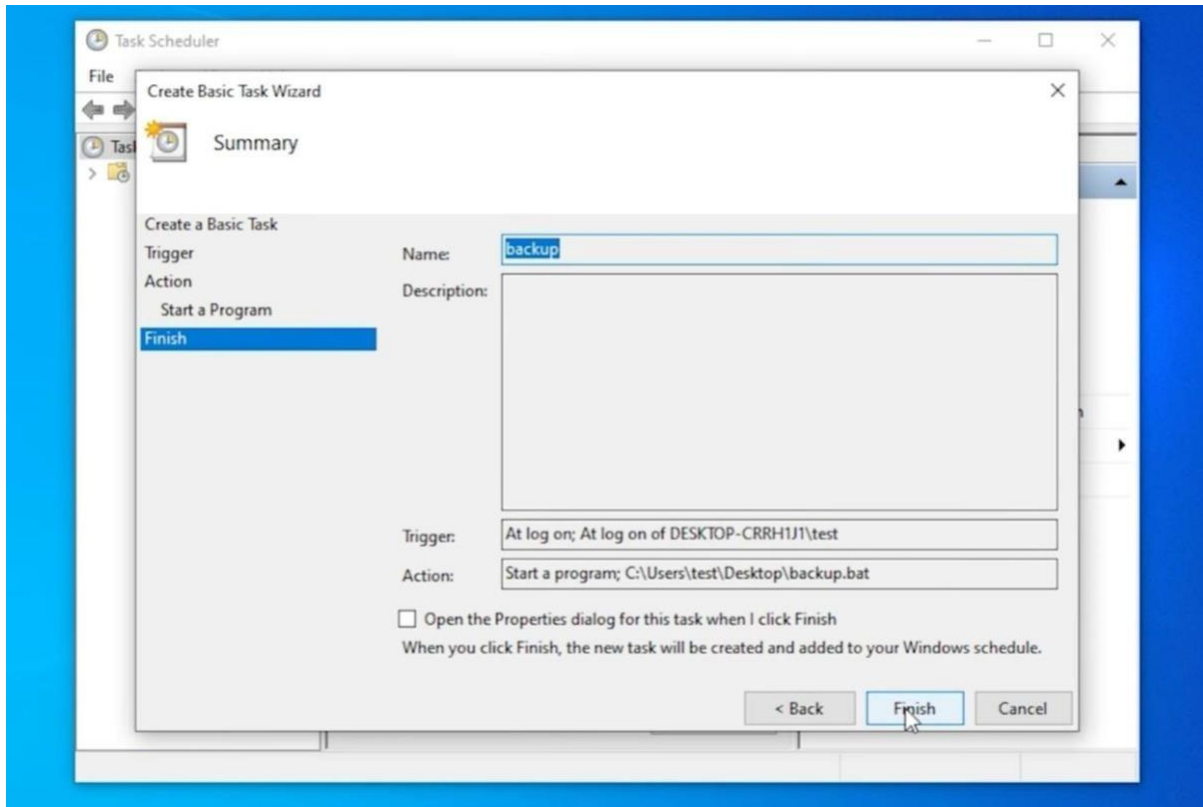 Task Scheduler
File
Create Basic Task Wizard
Summary
Create a Basic Task
Trigger
Action
Start a Program
Finish
Name:
backup
Description:
Trigger:
At log on; At log on of DESKTOP-CRRH1J1\test
Action:
Start a program; C:\Users\test\Desktop\backup.bat
Open the Properties dialog for this task when I click Finish
When you click Finish, the new task will be created and added to your Windows schedule.
< Back
Finish
Cancel